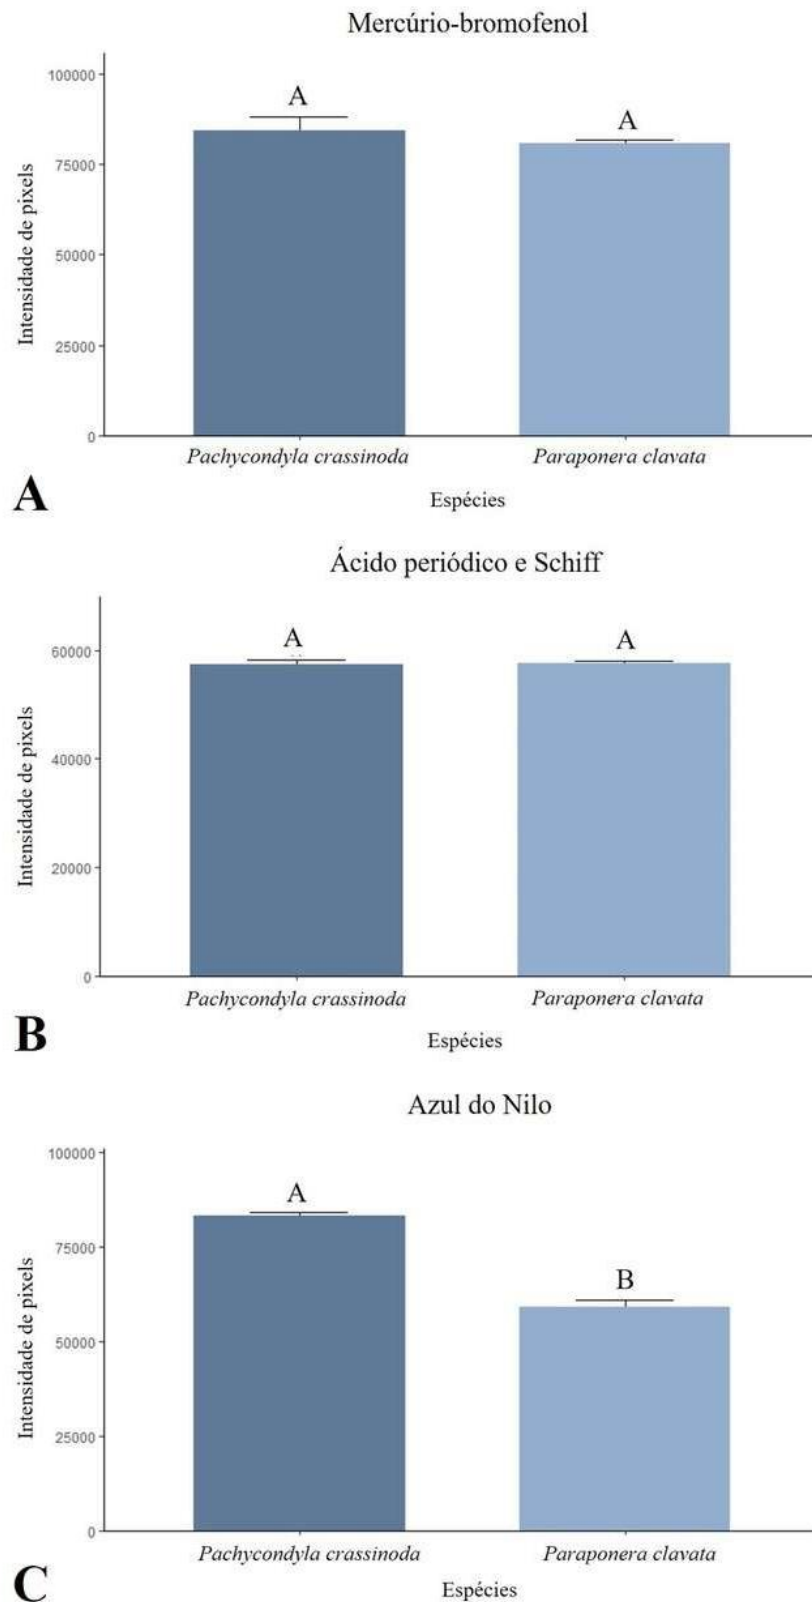 Mercúrio-bromofenol
100000
A
A
75000
Intensidade de pixels
50000
25000
0
Pachycondyla crassinoda
Paraponera clavata
A
Espécies
Ácido periódico e Schiff
A
A
60000
Intensidade de pixels
40000
20000
0
Pachycondyla crassinoda
Paraponera clavata
B
Espécies
Azul do Nilo
100000
A
75000
B
Intensidade de pixels
50000
25000
0
Pachycondyla crassinoda
Paraponera clavata
C
Espécies